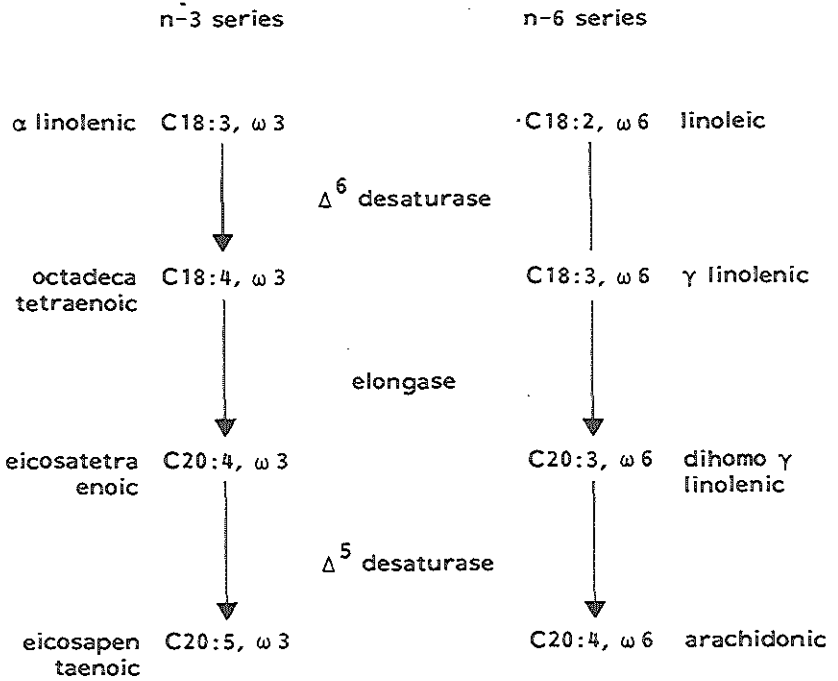 n-3 series n-6 series
α linolenic C18:3, ω3 C18:2, ω6 linoleic
Δ⁶ desaturase
octadeca C18:4, ω3 C18:3, ω6 γ linolenic
tetraenoic
elongase
eicosatetra C20:4, ω3 C20:3, ω6 dihomo γ
enoic linolenic
Δ⁵ desaturase
eicosapen C20:5, ω3 C20:4, ω6 arachidonic
taenoic